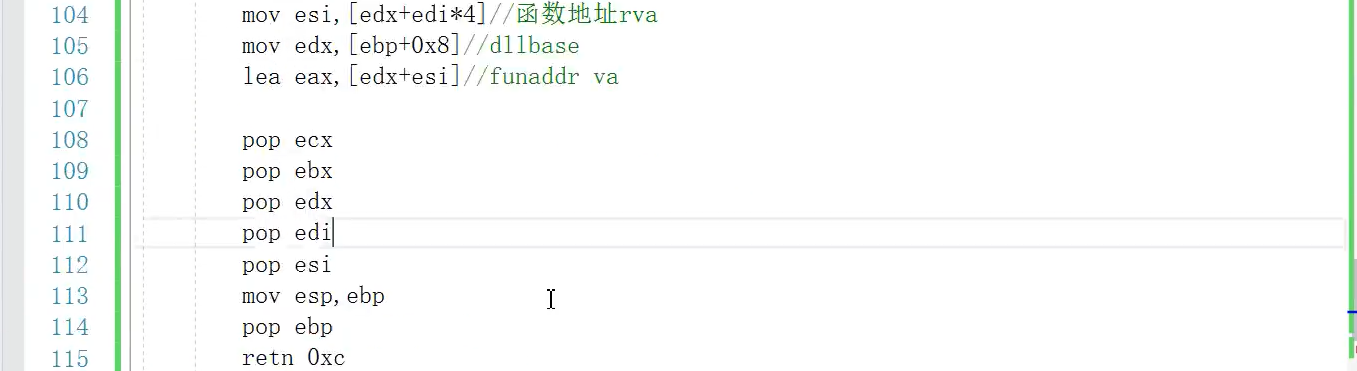 104 mov esi,[edx+edi*4]//函数地址rva
105 mov edx,[ebp+0x8]//dllbase
106 lea eax,[edx+esi]//funaddr va
107
108 pop ecx
109 pop ebx
110 pop edx
111 pop edi
112 pop esi
113 mov esp,ebp
114 pop ebp
115 retn 0xc